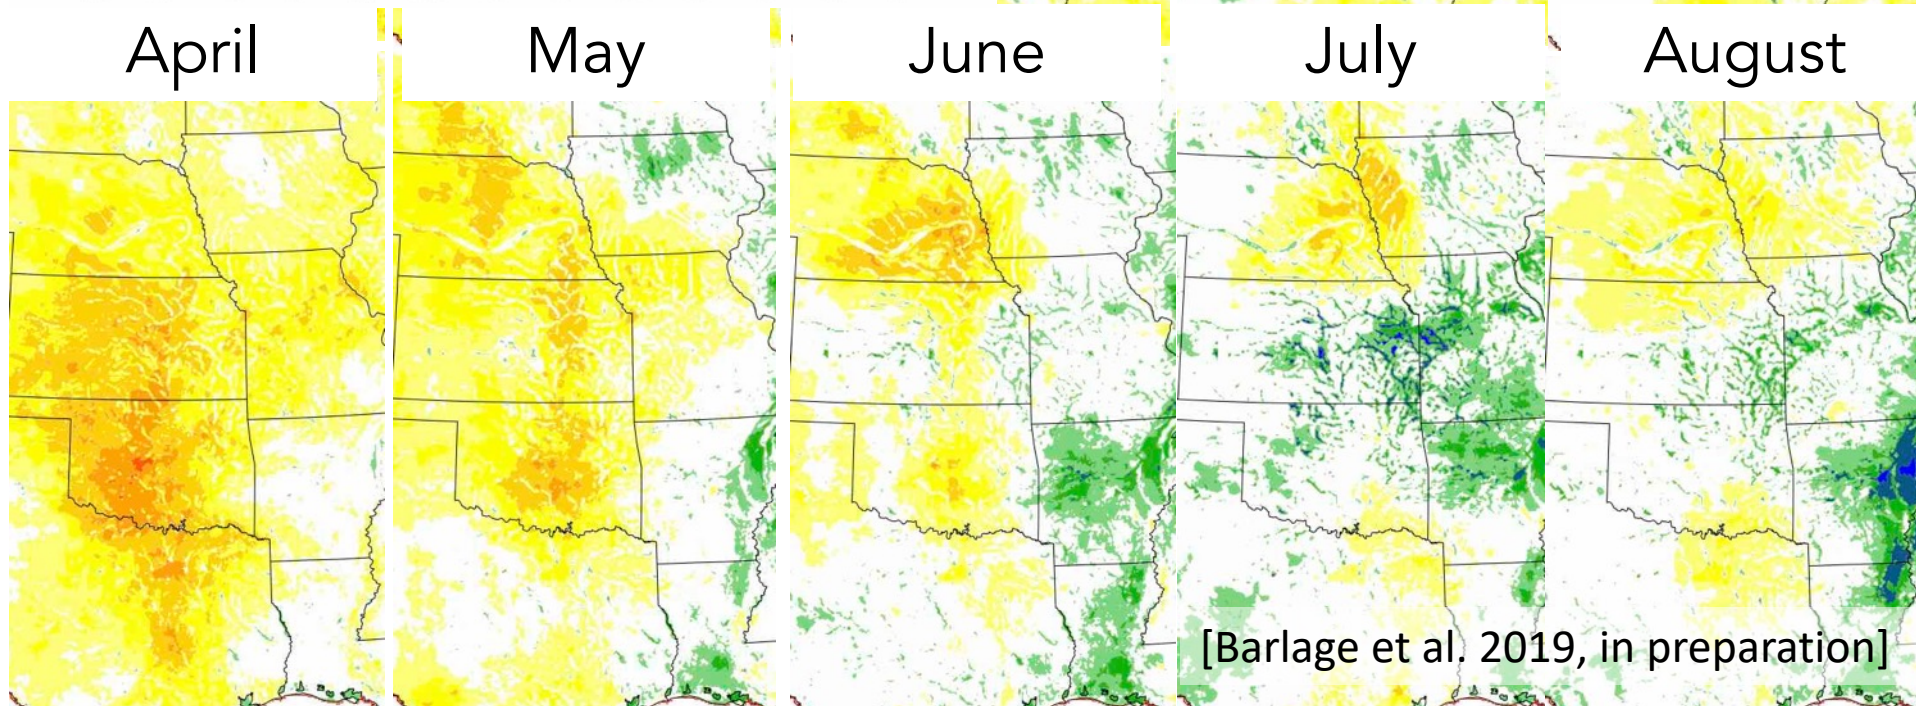 April
May
June
July
August
[Barlage et al. 2019, in preparation]